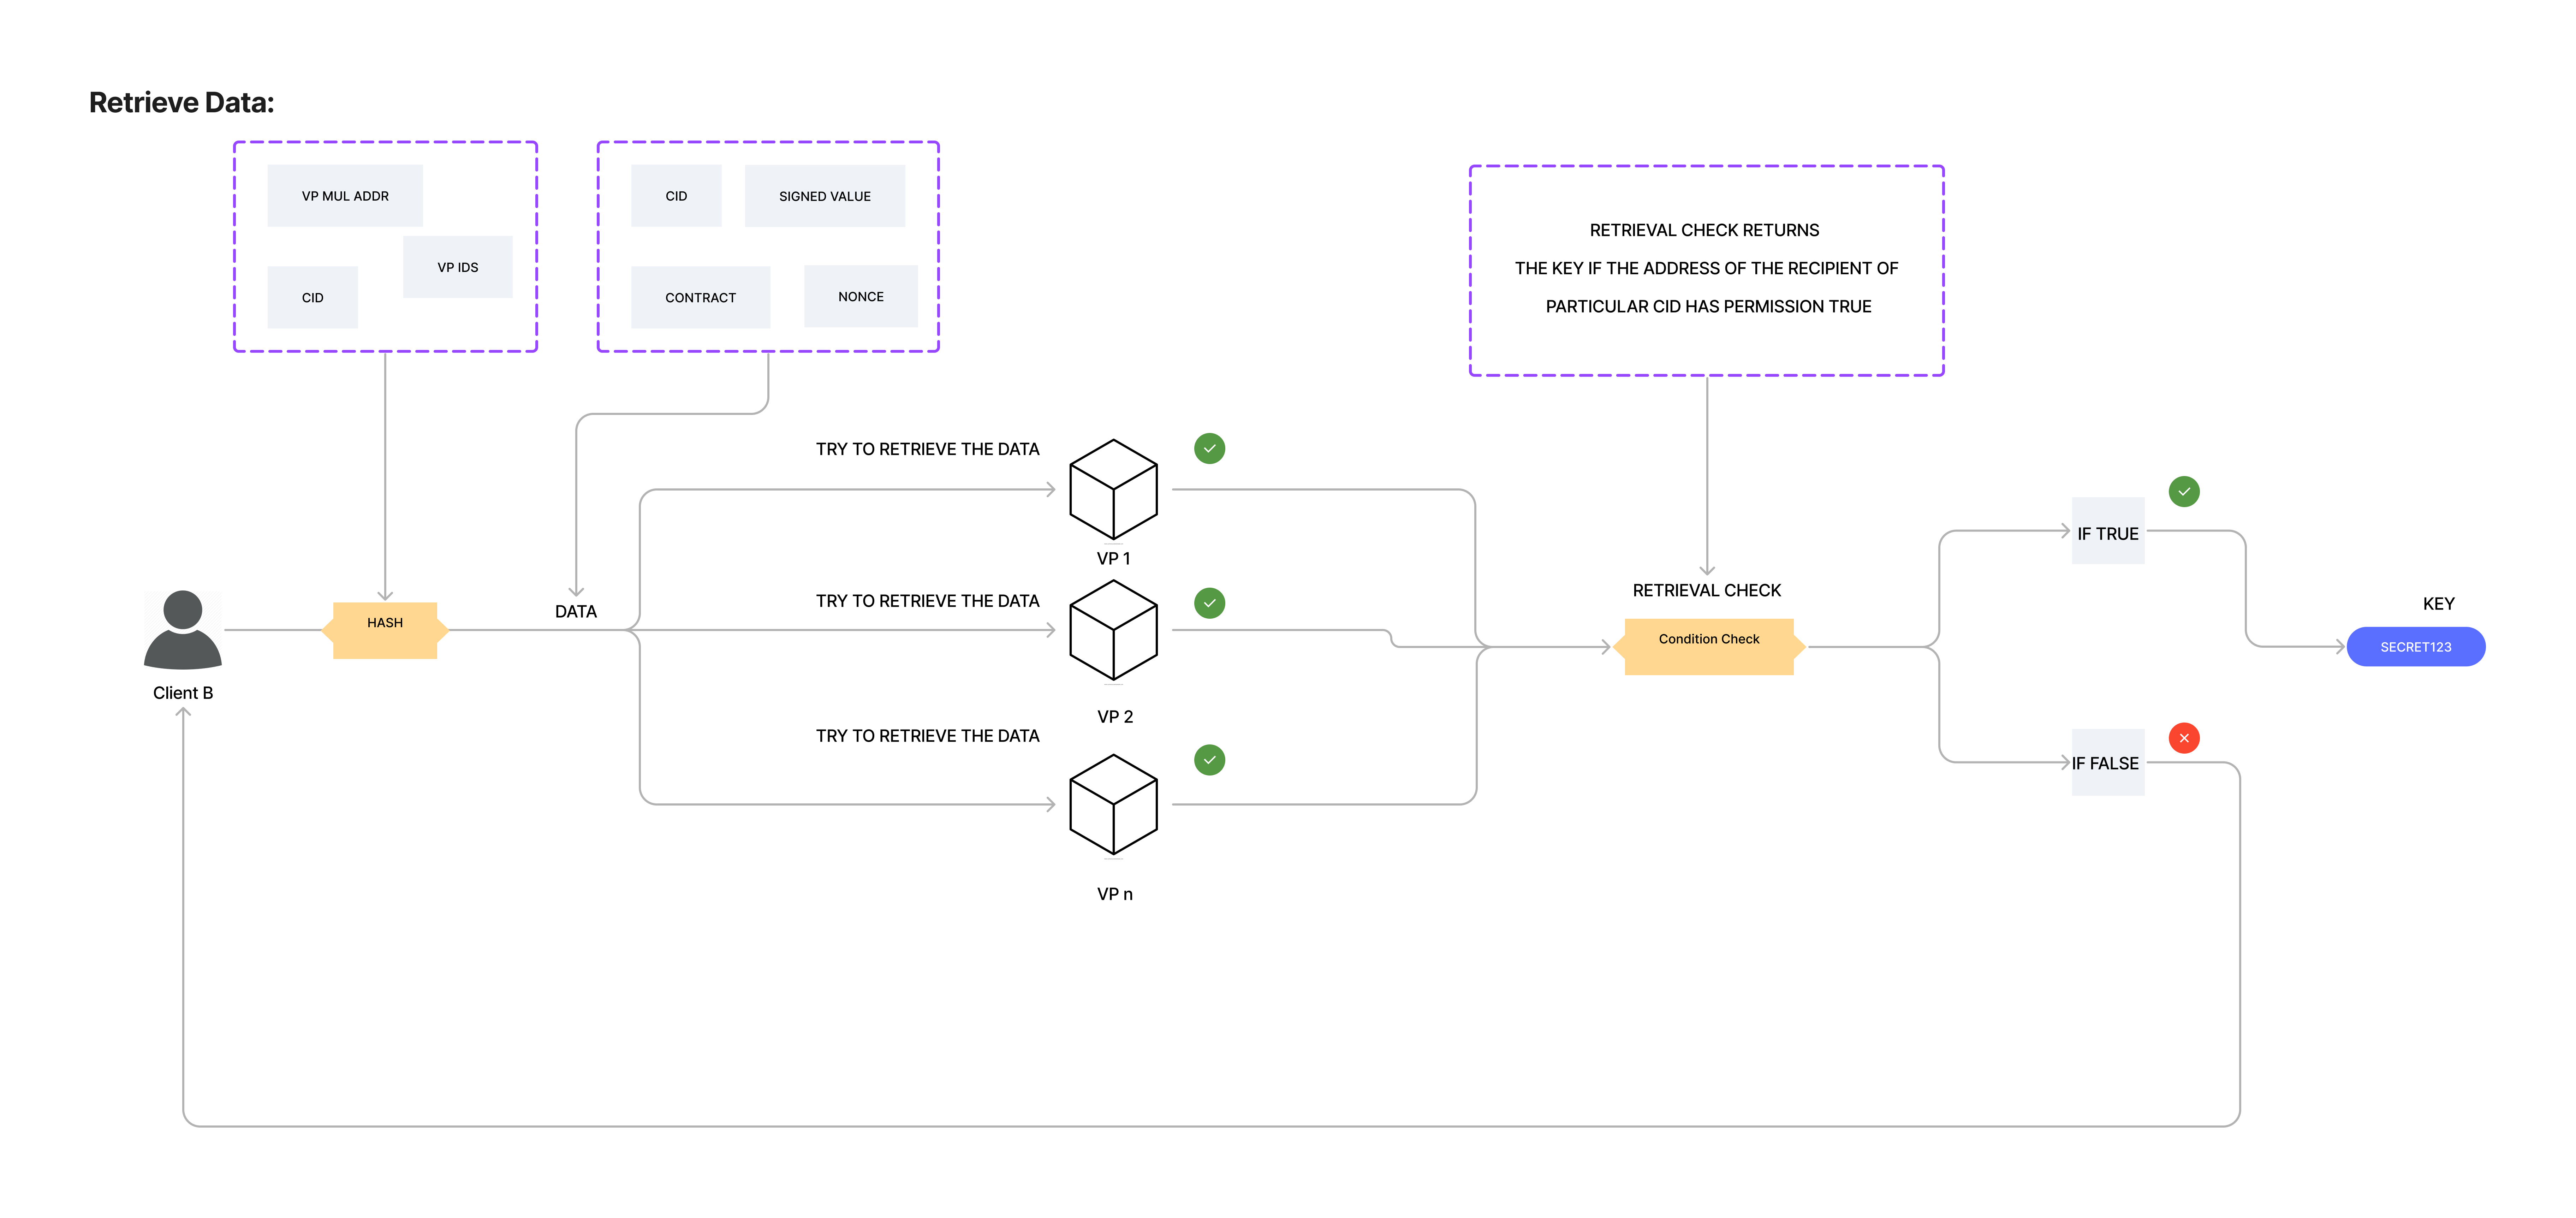 Retrieve Data:
VP MUL ADDR
VP IDS
CID
CID
SIGNED VALUE
CONTRACT
NONCE
RETRIEVAL CHECK RETURNS
THE KEY IF THE ADDRESS OF THE RECIPIENT OF
PARTICULAR CID HAS PERMISSION TRUE
Client B
HASH
DATA
TRY TO RETRIEVE THE DATA
VP 1
TRY TO RETRIEVE THE DATA
VP 2
TRY TO RETRIEVE THE DATA
VP n
RETRIEVAL CHECK
Condition Check
IF TRUE
IF FALSE
KEY
SECRET123